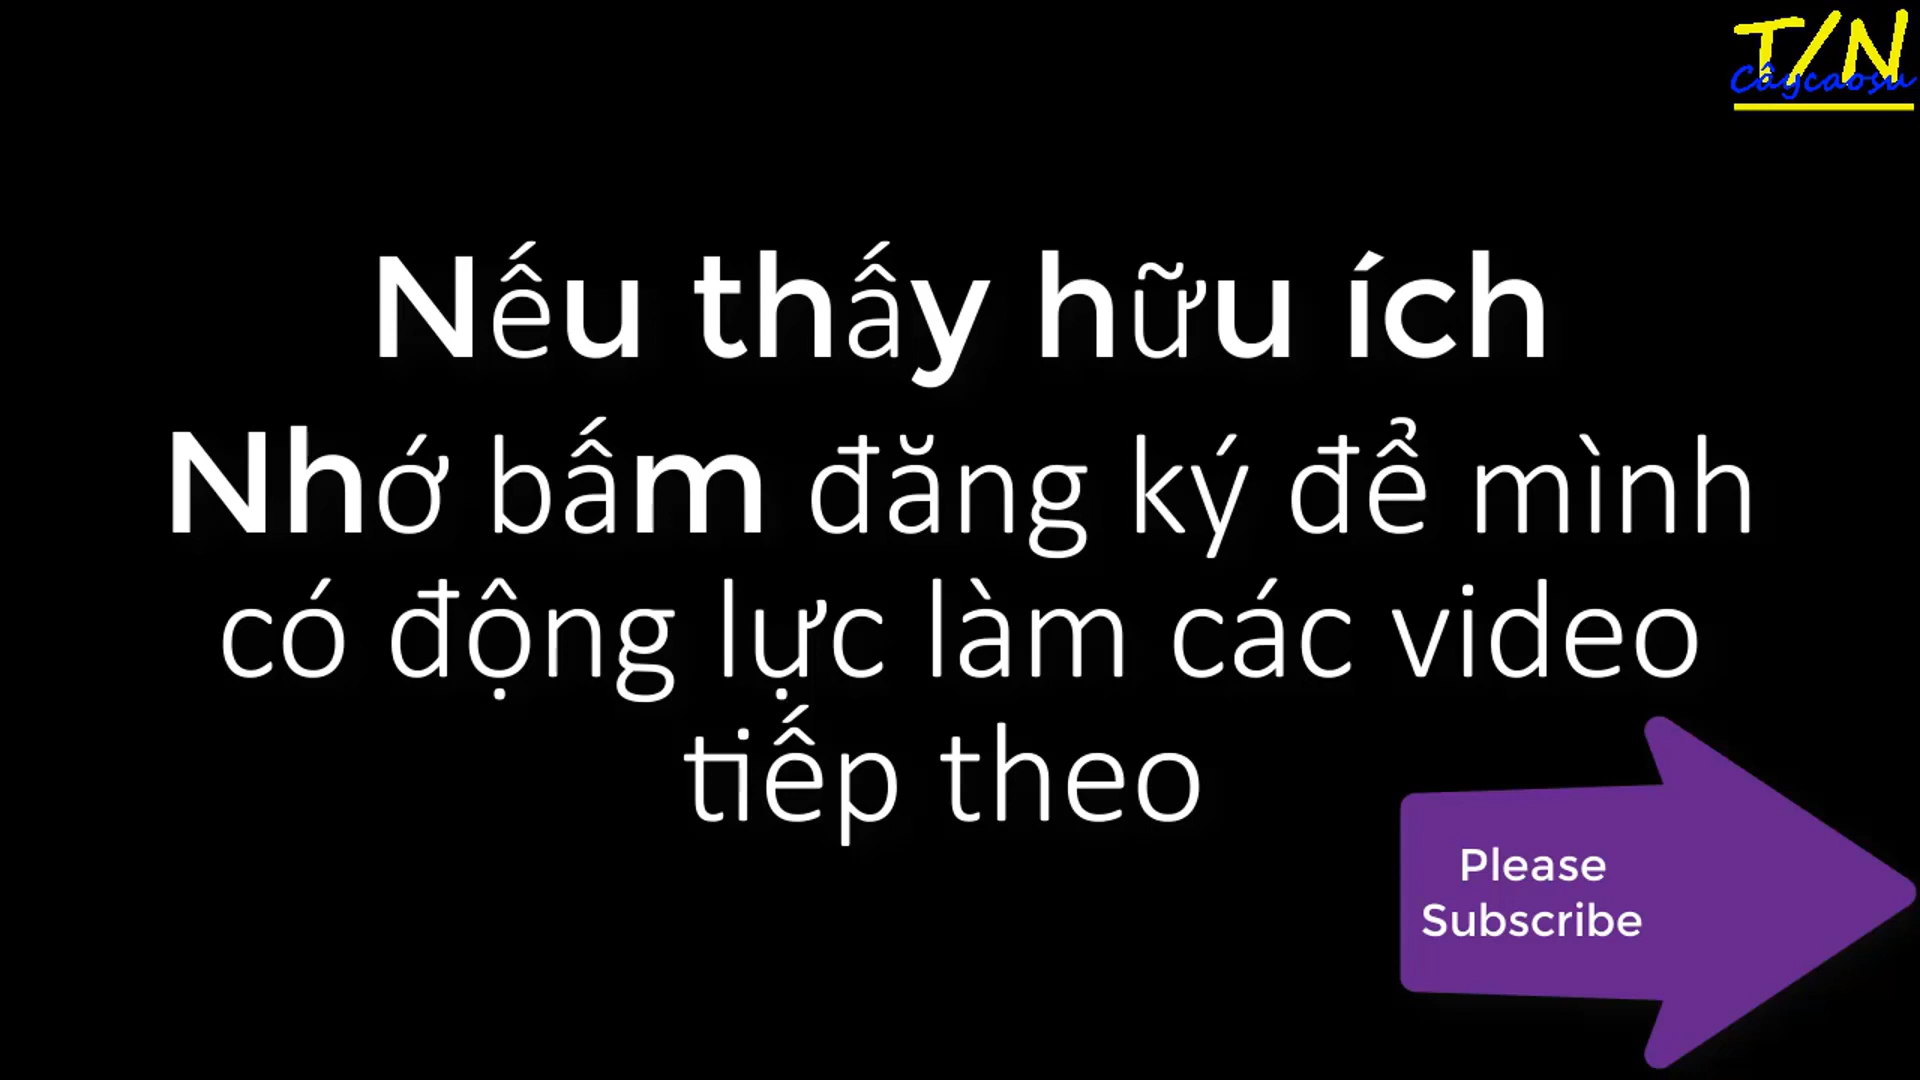 T/N
Câycaosu
Nếu thấy hữu ích
Nhớ bấm đăng ký để mình
có động lực làm các video
tiếp theo
Please
Subscribe